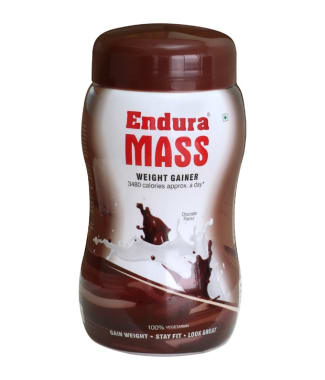 Endura®
MASS
WEIGHT GAINER
3480 calories approx. a day*
Chocolate
Flavour
100% VEGETARIAN
GAIN WEIGHT • STAY FIT • LOOK GREAT